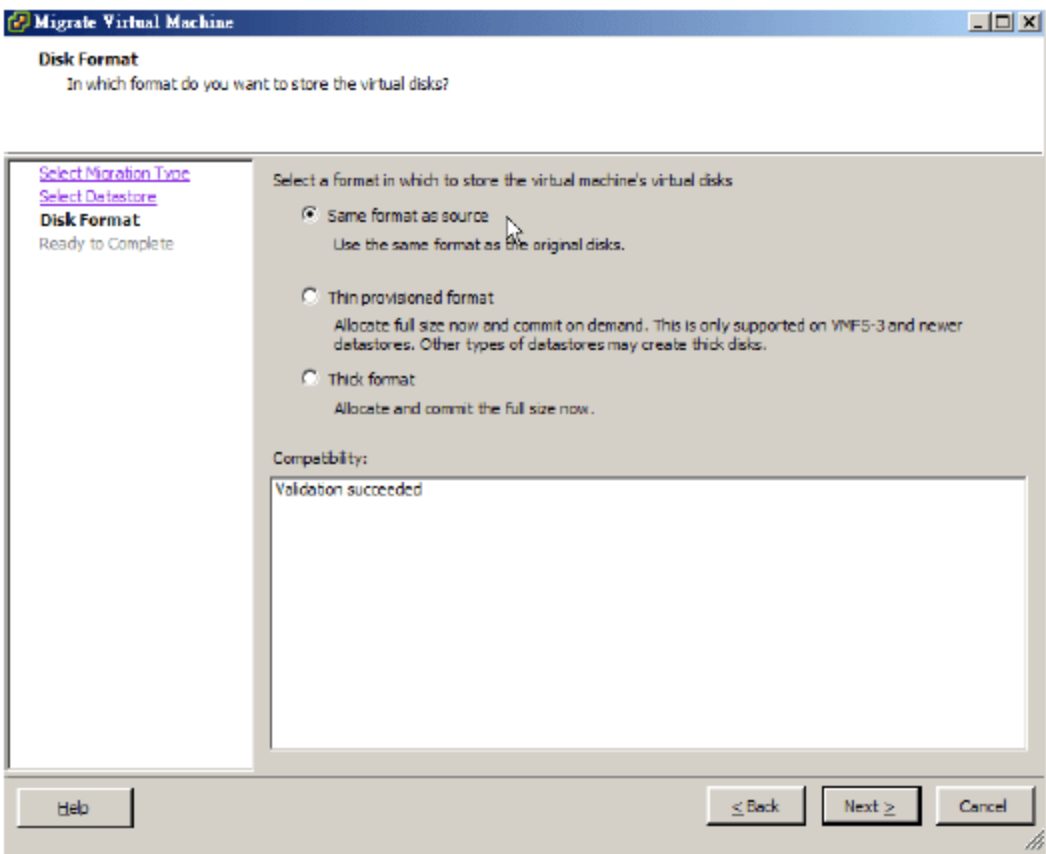 Migrate Virtual Machine
Disk Format
In which format do you want to store the virtual disks?
Select Migration Type
Select Datastore
Disk Format
Ready to Complete
Select a format in which to store the virtual machine's virtual disks
Same format as source
Use the same format as the original disks.
Thin provisioned format
Allocate full size now and commit on demand. This is only supported on VMFS-3 and newer
datastores. Other types of datastores may create thick disks.
Thick format
Allocate and commit the full size now.
Compatibility:
Validation succeeded
Help
< Back
Next >
Cancel